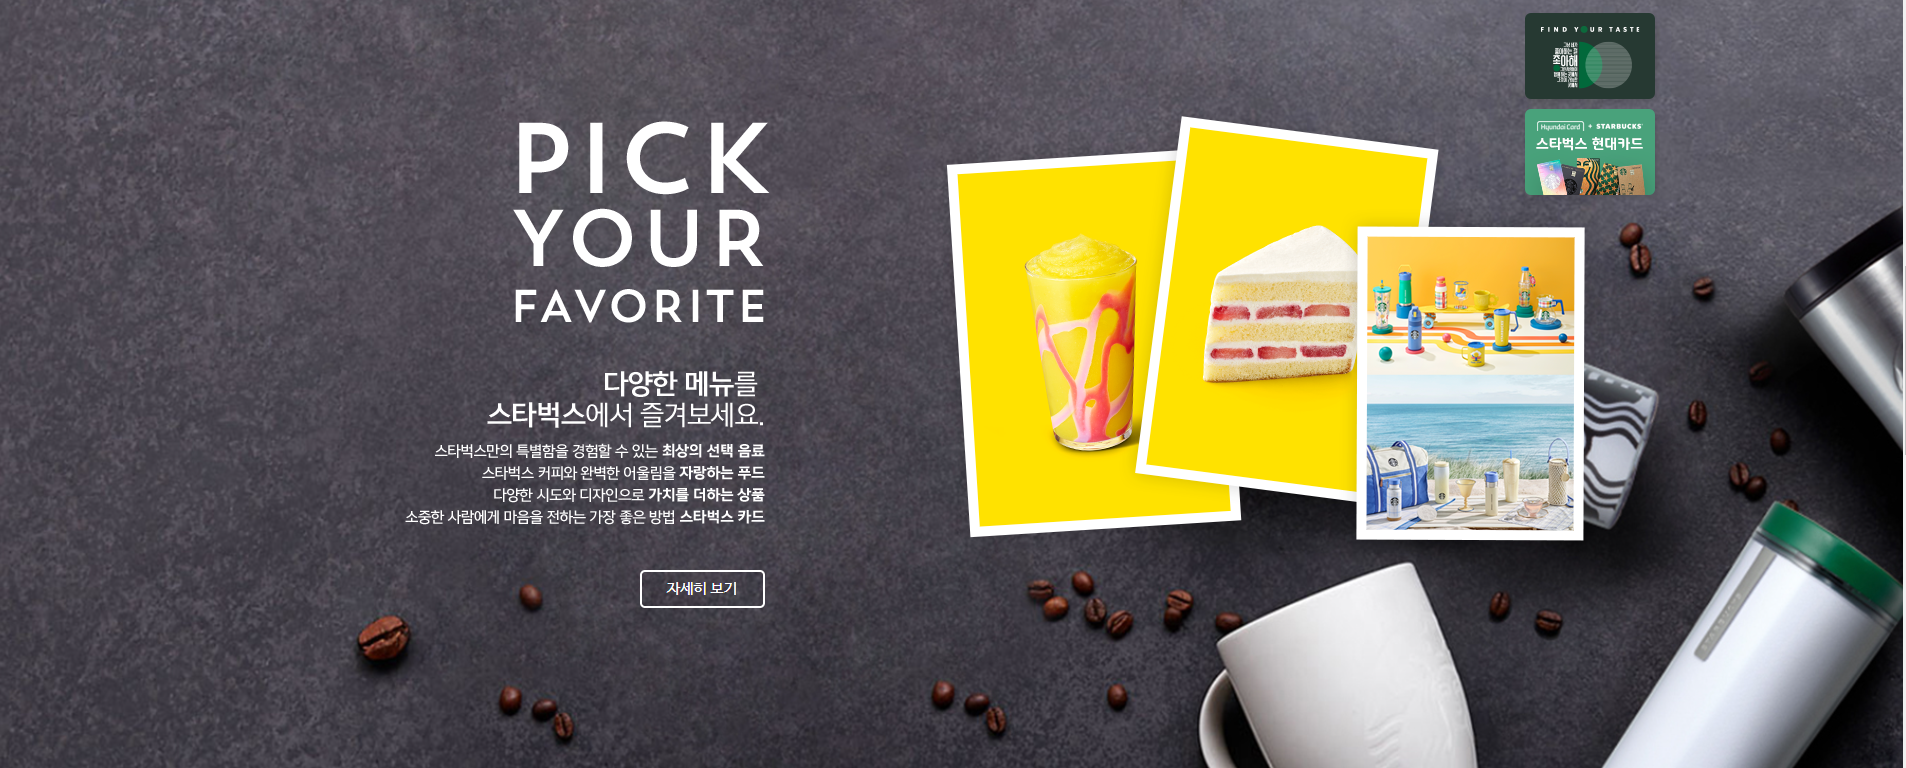 PICK
YOUR
FAVORITE
다양한 메뉴를
스타벅스에서 즐겨보세요.
스타벅스만의 특별함을 경험할 수 있는 최상의 선택 음료
스타벅스 커피와 완벽한 어울림을 자랑하는 푸드
다양한 시도와 디자인으로 가치를 더하는 상품
소중한 사람에게 마음을 전하는 가장 좋은 방법 스타벅스 카드
자세히 보기
FIND YOUR TASTE
좋아해
Hyundai Card + STARBUCKS
스타벅스 현대카드